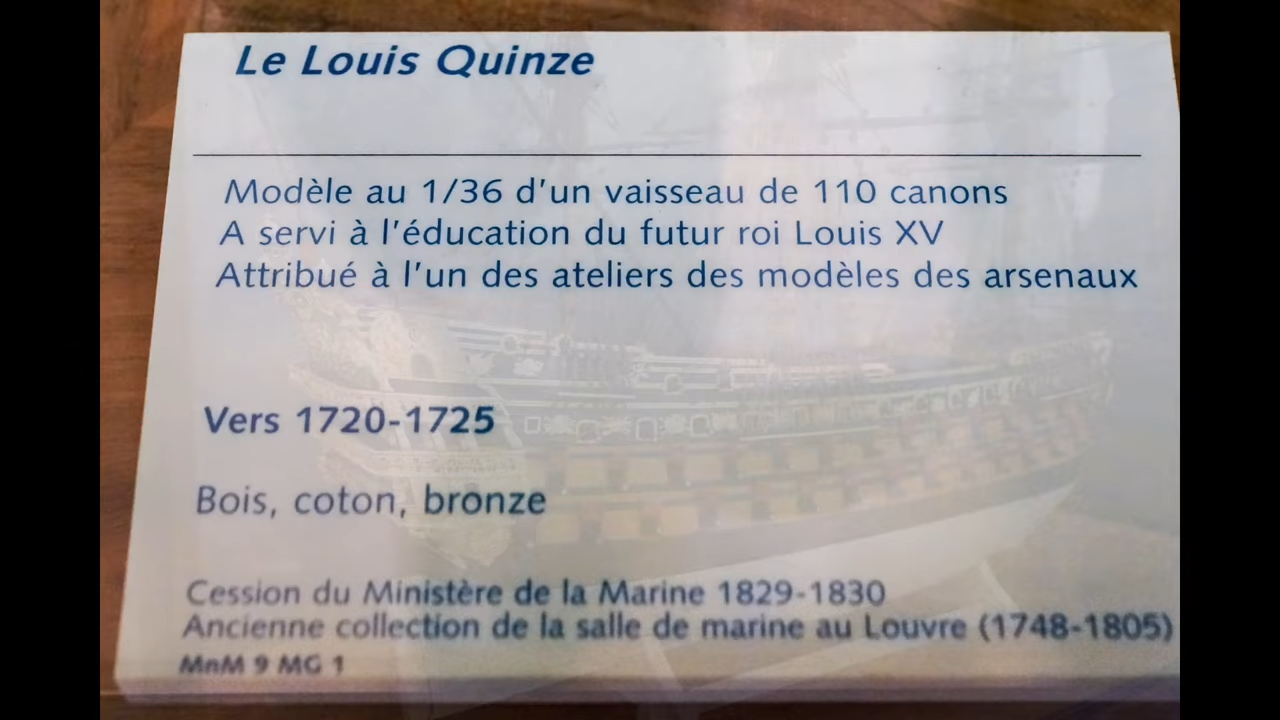 Le Louis Quinze
Modèle au 1/36 d'un vaisseau de 110 canons
A servi à l'éducation du futur roi Louis XV
Attribué à l'un des ateliers des modèles des arsenaux
Vers 1720-1725
Bois, coton, bronze
Cession du Ministère de la Marine 1829-1830
Ancienne collection de la salle de marine au Louvre (1748-1805)
MnM 9 MG 1